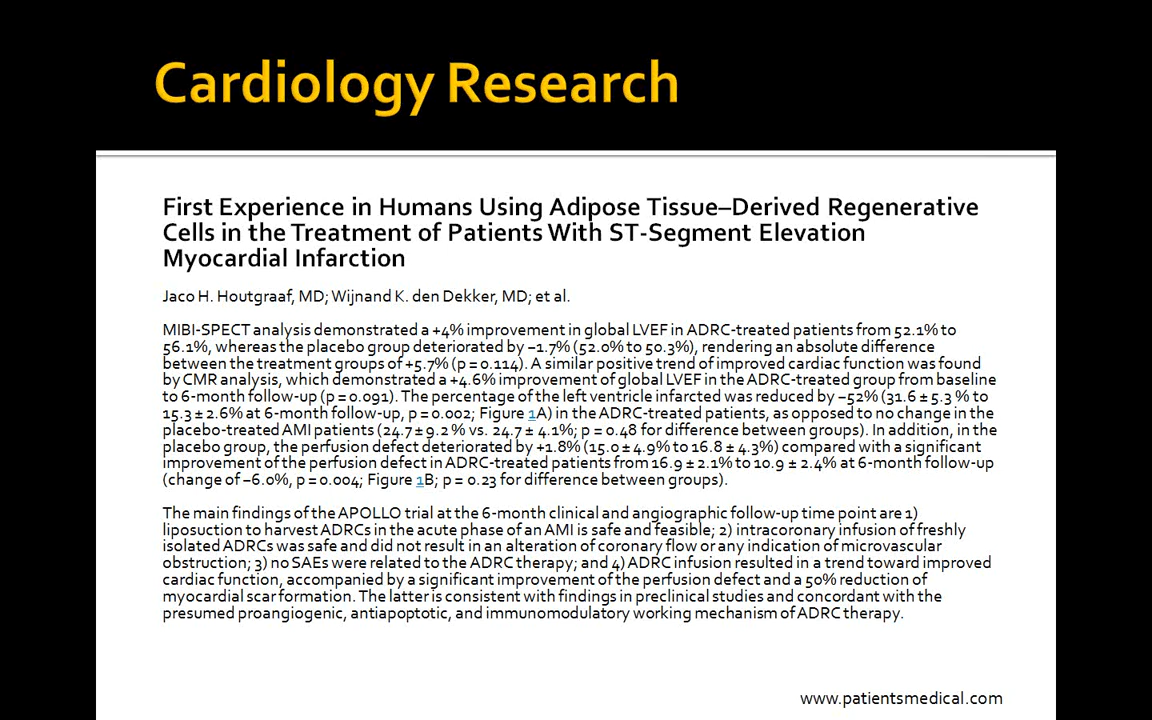 Cardiology Research
First Experience in Humans Using Adipose Tissue–Derived Regenerative
Cells in the Treatment of Patients With ST-Segment Elevation
Myocardial Infarction
Jaco H. Houtgraaf, MD; Wijnand K. den Dekker, MD; et al.
MIBI-SPECT analysis demonstrated a +4% improvement in global LVEF in ADRC-treated patients from 52.1% to
56.1%, whereas the placebo group deteriorated by −1.7% (52.0% to 50.3%), rendering an absolute difference
between the treatment groups of +5.7% (p = 0.114). A similar positive trend of improved cardiac function was found
by CMR analysis, which demonstrated a +4.6% improvement of global LVEF in the ADRC-treated group from baseline
to 6-month follow-up (p = 0.091). The percentage of the left ventricle infarcted was reduced by −52% (31.6 ± 5.3 % to
15.3 ± 2.6% at 6-month follow-up, p = 0.002; Figure 1A) in the ADRC-treated patients, as opposed to no change in the
placebo-treated AMI patients (24.7 ± 9.2 % vs. 24.7 ± 4.1%; p = 0.48 for difference between groups). In addition, in the
placebo group, the perfusion defect deteriorated by +1.8% (15.0 ± 4.9% to 16.8 ± 4.3%) compared with a significant
improvement of the perfusion defect in ADRC-treated patients from 16.9 ± 2.1% to 10.9 ± 2.4% at 6-month follow-up
(change of −6.0%, p = 0.004; Figure 1B; p = 0.23 for difference between groups).
The main findings of the APOLLO trial at the 6-month clinical and angiographic follow-up time point are 1)
liposuction to harvest ADRCs in the acute phase of an AMI is safe and feasible; 2) intracoronary infusion of freshly
isolated ADRCs was safe and did not result in an alteration of coronary flow or any indication of microvascular
obstruction; 3) no SAEs were related to the ADRC therapy; and 4) ADRC infusion resulted in a trend toward improved
cardiac function, accompanied by a significant improvement of the perfusion defect and a 50% reduction of
myocardial scar formation. The latter is consistent with findings in preclinical studies and concordant with the
presumed proangiogenic, antiapoptotic, and immunomodulatory working mechanism of ADRC therapy.
www.patientsmedical.com